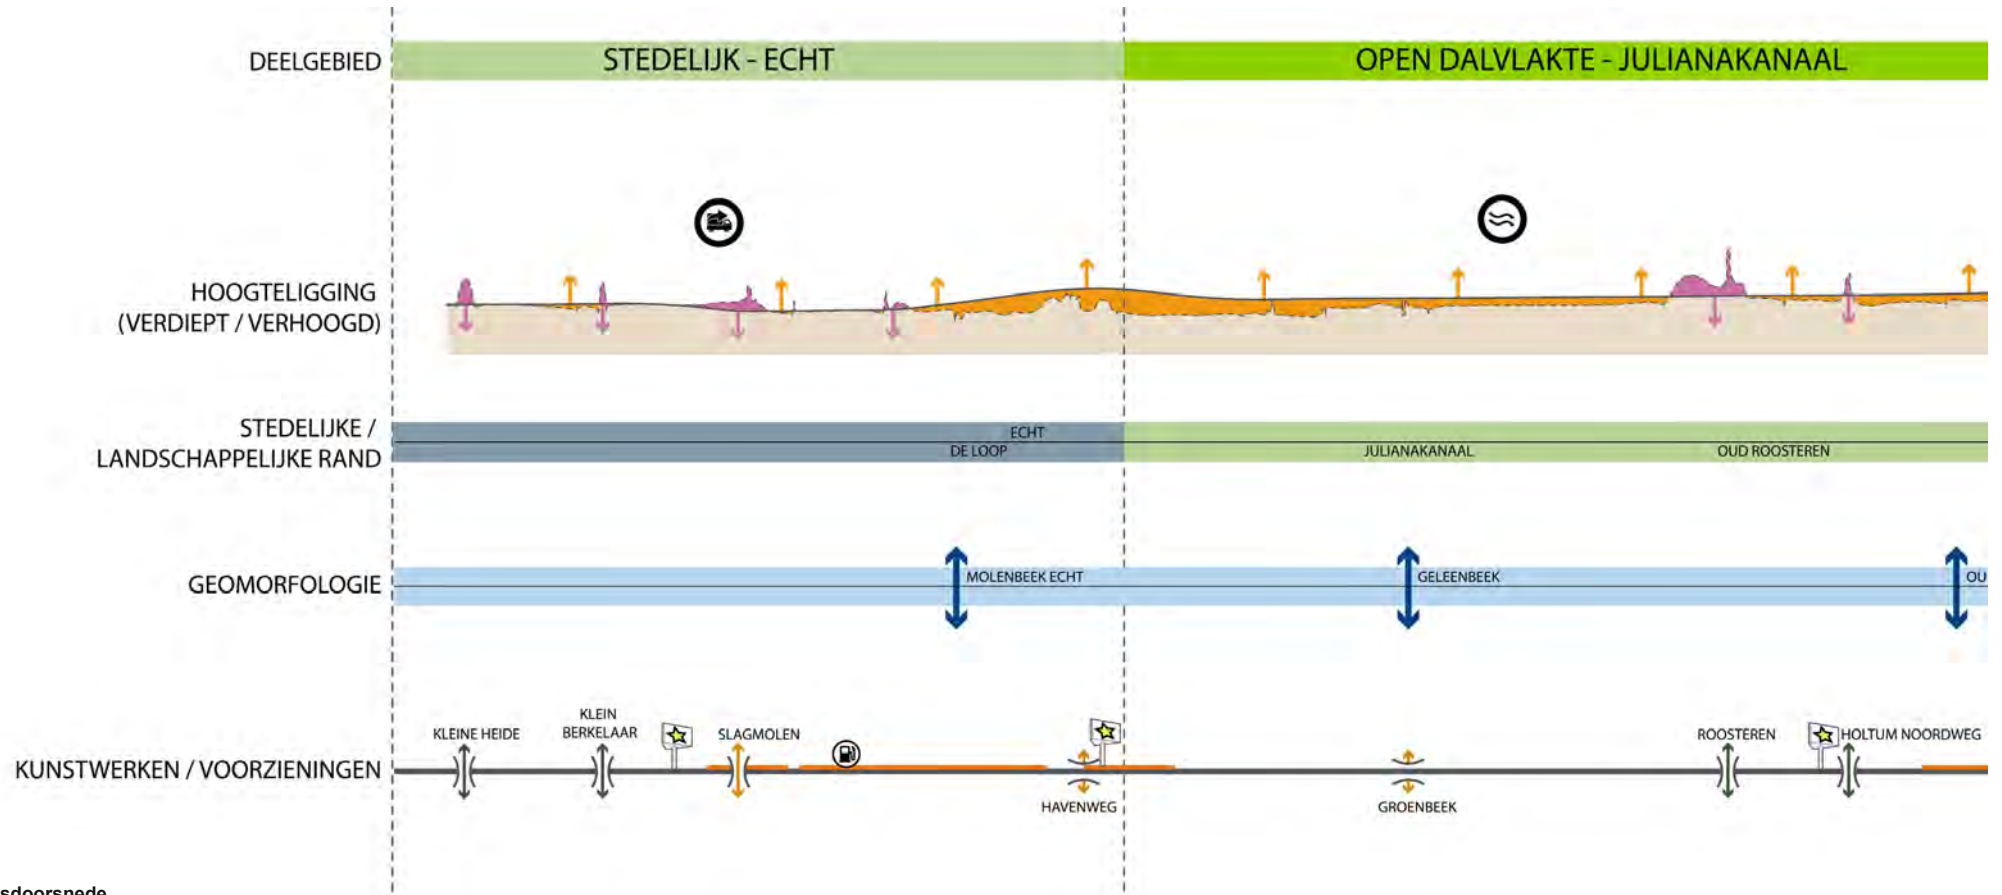 DEELGEBIED
STEDELIJK - ECHT
OPEN DALVLAKTE - JULIANAKANAAL
HOOGTELIGGING
(VERDIEPT / VERHOOGD)
STEDELIJKE /
LANDSCHAPPELIJKE RAND
ECHT
DE LOOP
JULIANAKANAAL
OUD ROOSTEREN
GEOMORFOLOGIE
MOLENBEEK ECHT
GELEENBEEK
OU
KUNSTWERKEN / VOORZIENINGEN
KLEINE HEIDE
KLEIN
BERKELAAR
SLAGMOLEN
HAVENWEG
GROENBEEK
ROOSTEREN
HOLTUM NOORDWEG
sdoorsnede